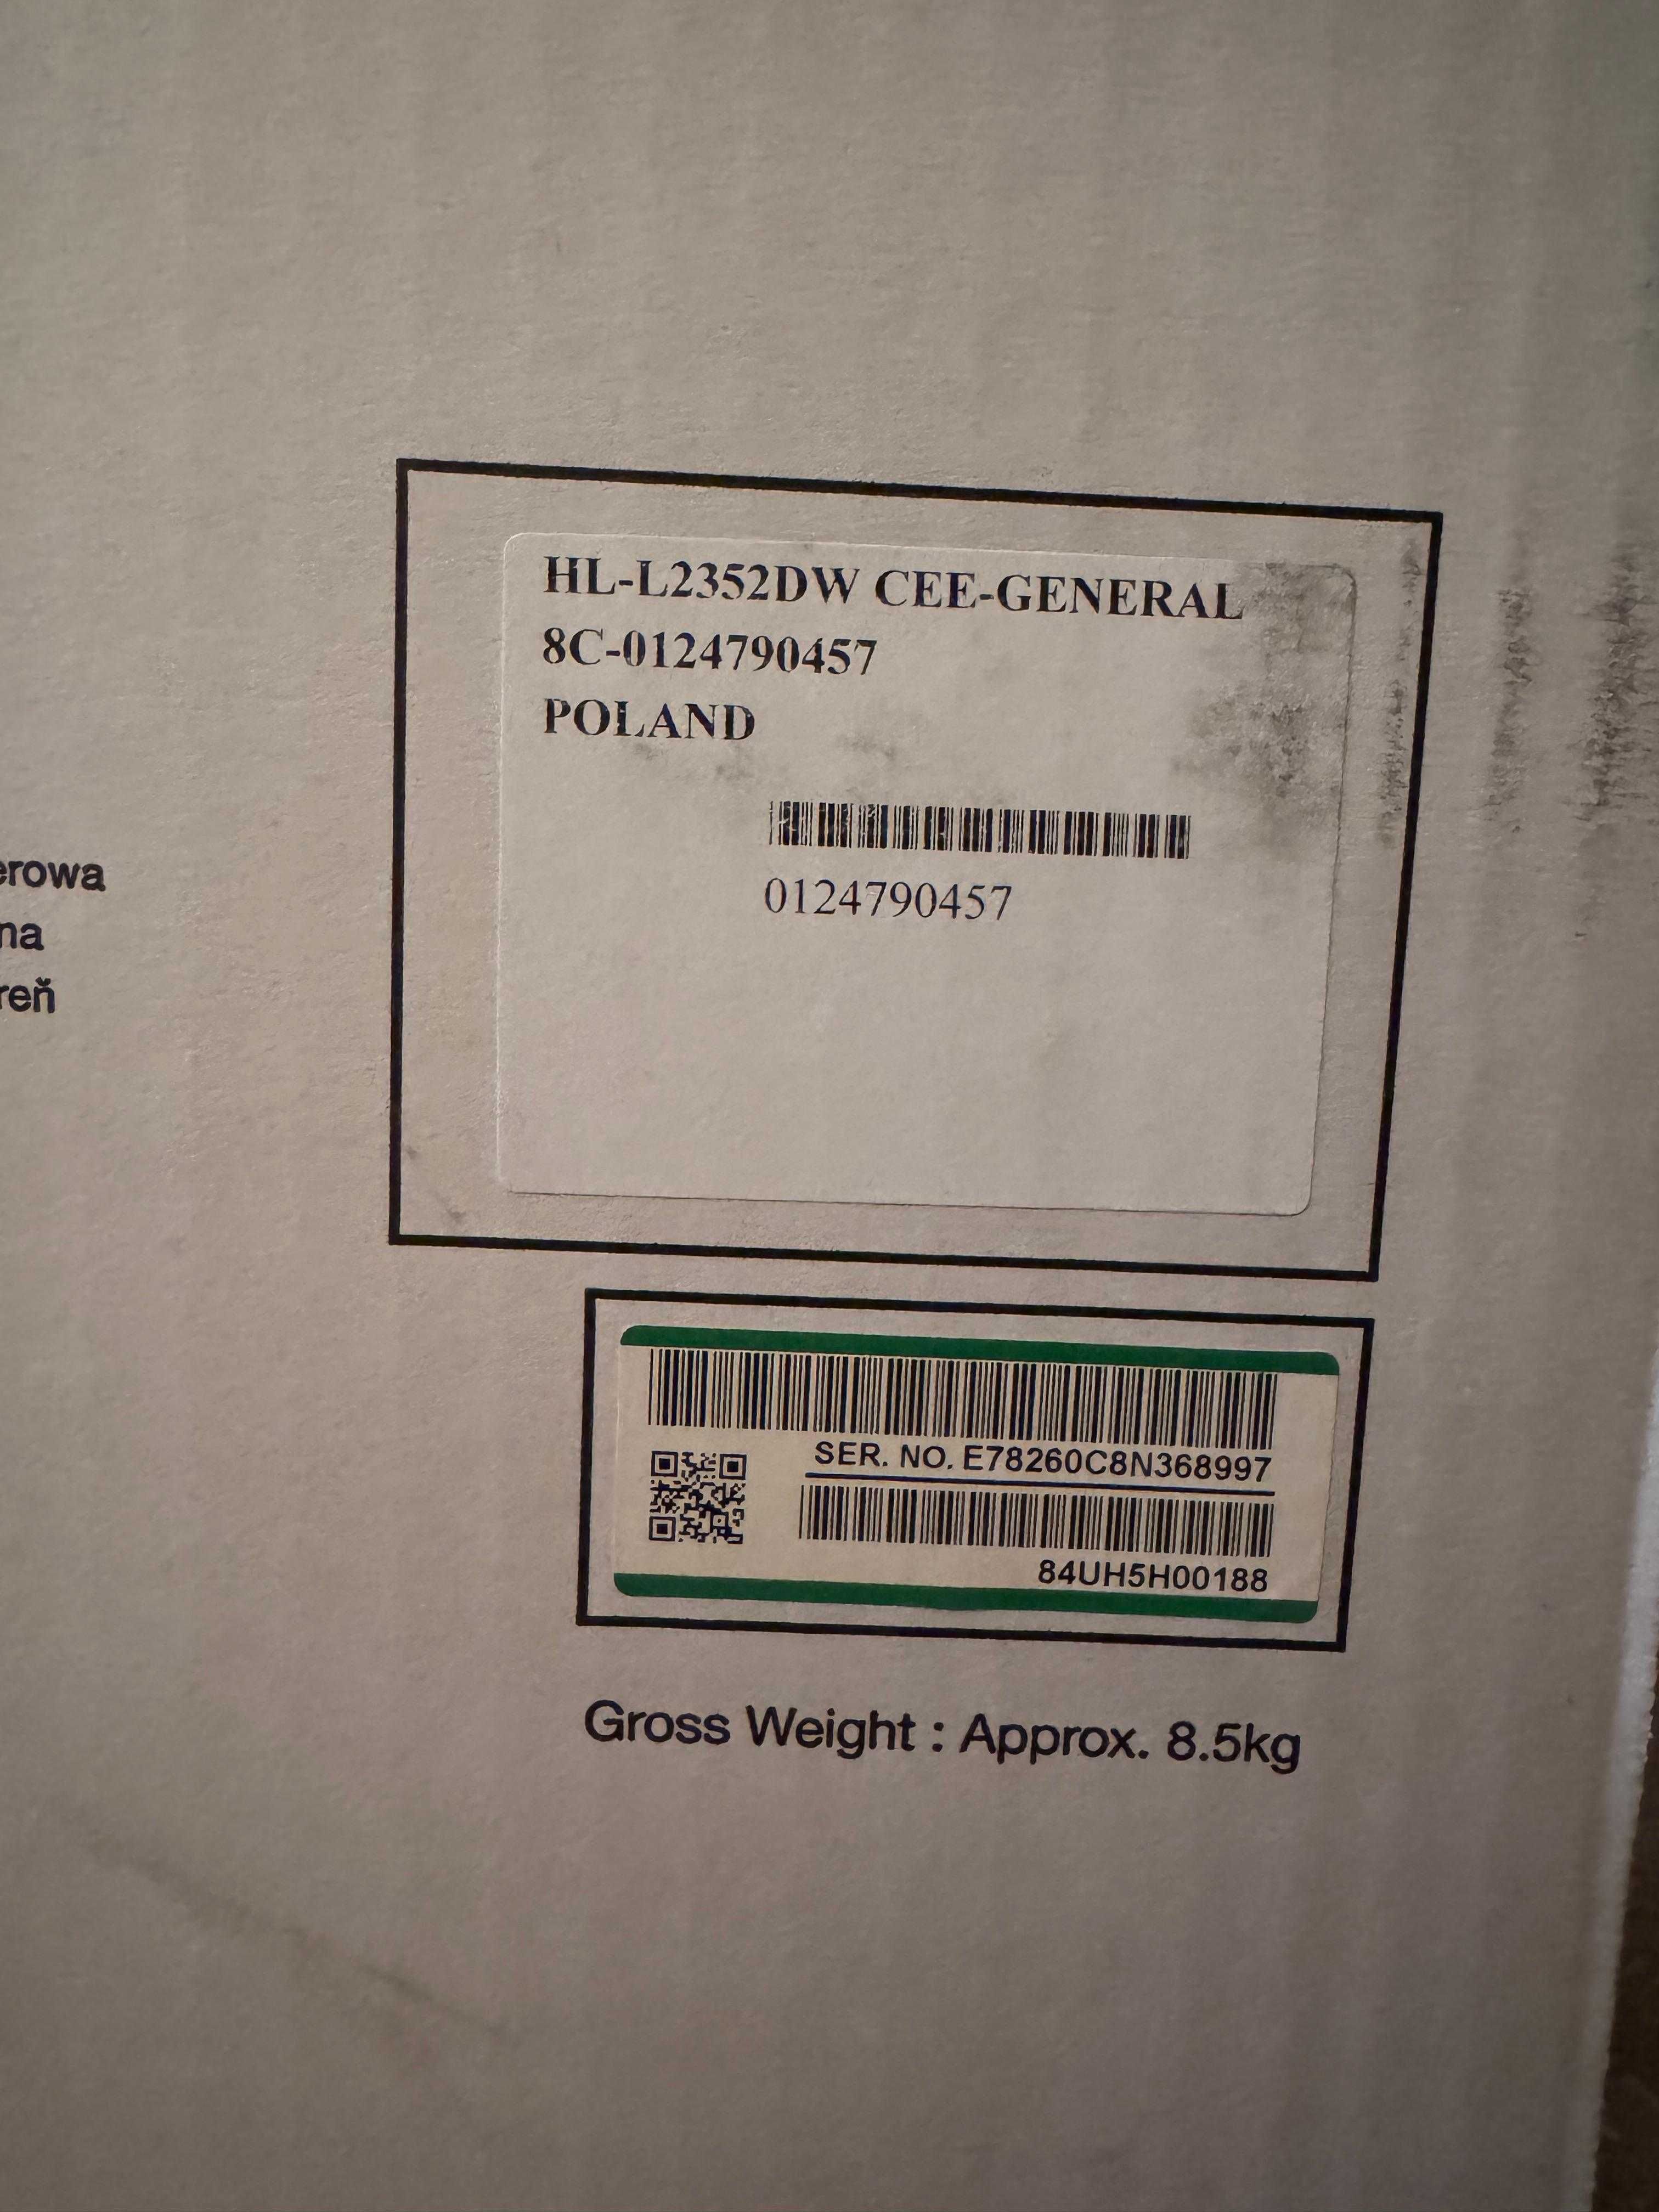 HL-L2352DW CEE-GENERAL
8C-0124790457
POLAND
0124790457
erowa
na
reň
SER. NO. E78260C8N368997
84UH5H00188
Gross Weight : Approx. 8.5kg